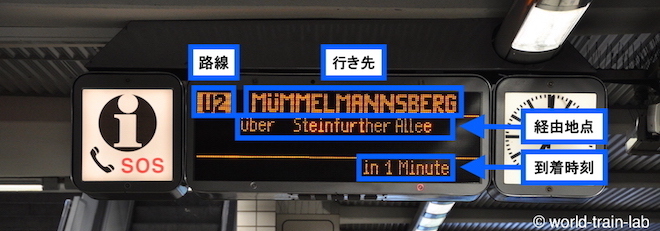 路線
行き先
U2 MÜMMELMANNSBERG
über Steinfurther Allee
経由地点
in 1 Minute
到着時刻
i
SOS
© world-train-lab